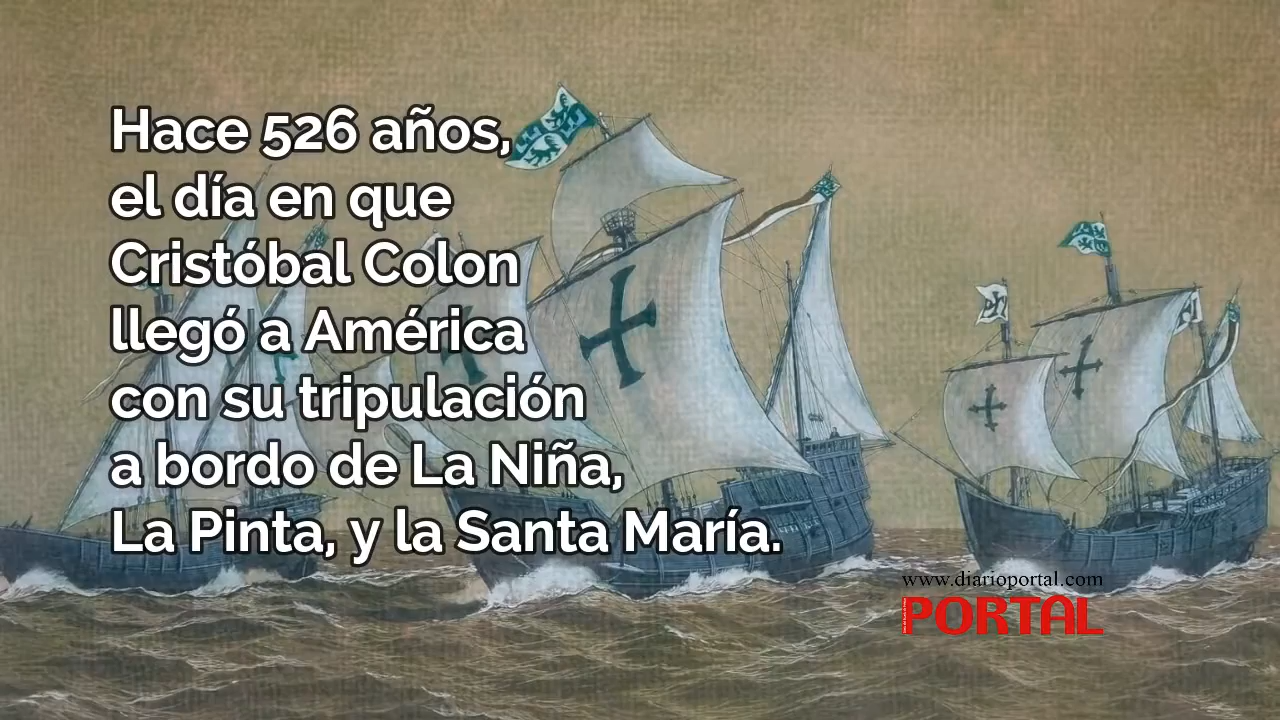 Hace 526 años,
el día en que
Cristóbal Colon
llegó a América
con su tripulación
a bordo de La Niña,
La Pinta, y la Santa María.
www.diarioportal.com
PORTAL